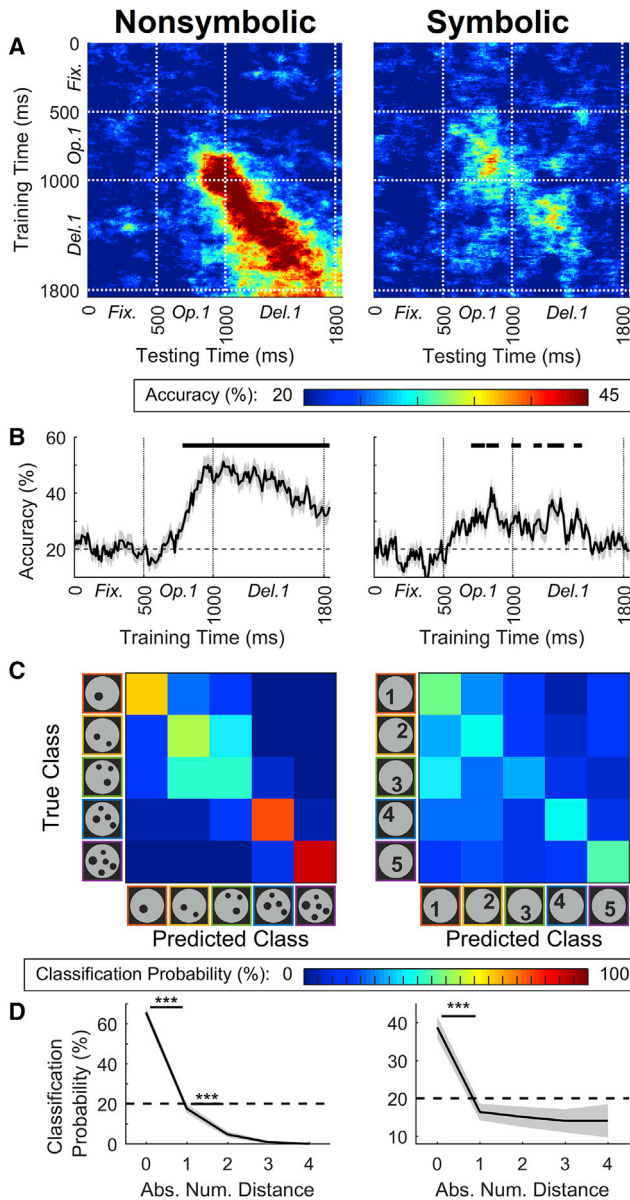 Nonsymbolic Symbolic
A
Training Time (ms)
0
Fix.
500
Op.1
1000
Del.1
1800
0 Fix. 500 Op.1 1000 Del.1 1800
Testing Time (ms)
0 Fix. 500 Op.1 1000 Del.1 1800
Testing Time (ms)
Accuracy (%): 20 45
B
Accuracy (%)
60
40
20
0 Fix. 500 Op.1 1000 Del.1 1800
Training Time (ms)
0 Fix. 500 Op.1 1000 Del.1 1800
Training Time (ms)
C
True Class
Predicted Class
1
2
3
4
5
1 2 3 4 5
Predicted Class
Classification Probability (%): 0 100
D
Classification
Probability (%)
60
40
20
0
***
***
0 1 2 3 4
Abs. Num. Distance
40
30
20
10
***
0 1 2 3 4
Abs. Num. Distance